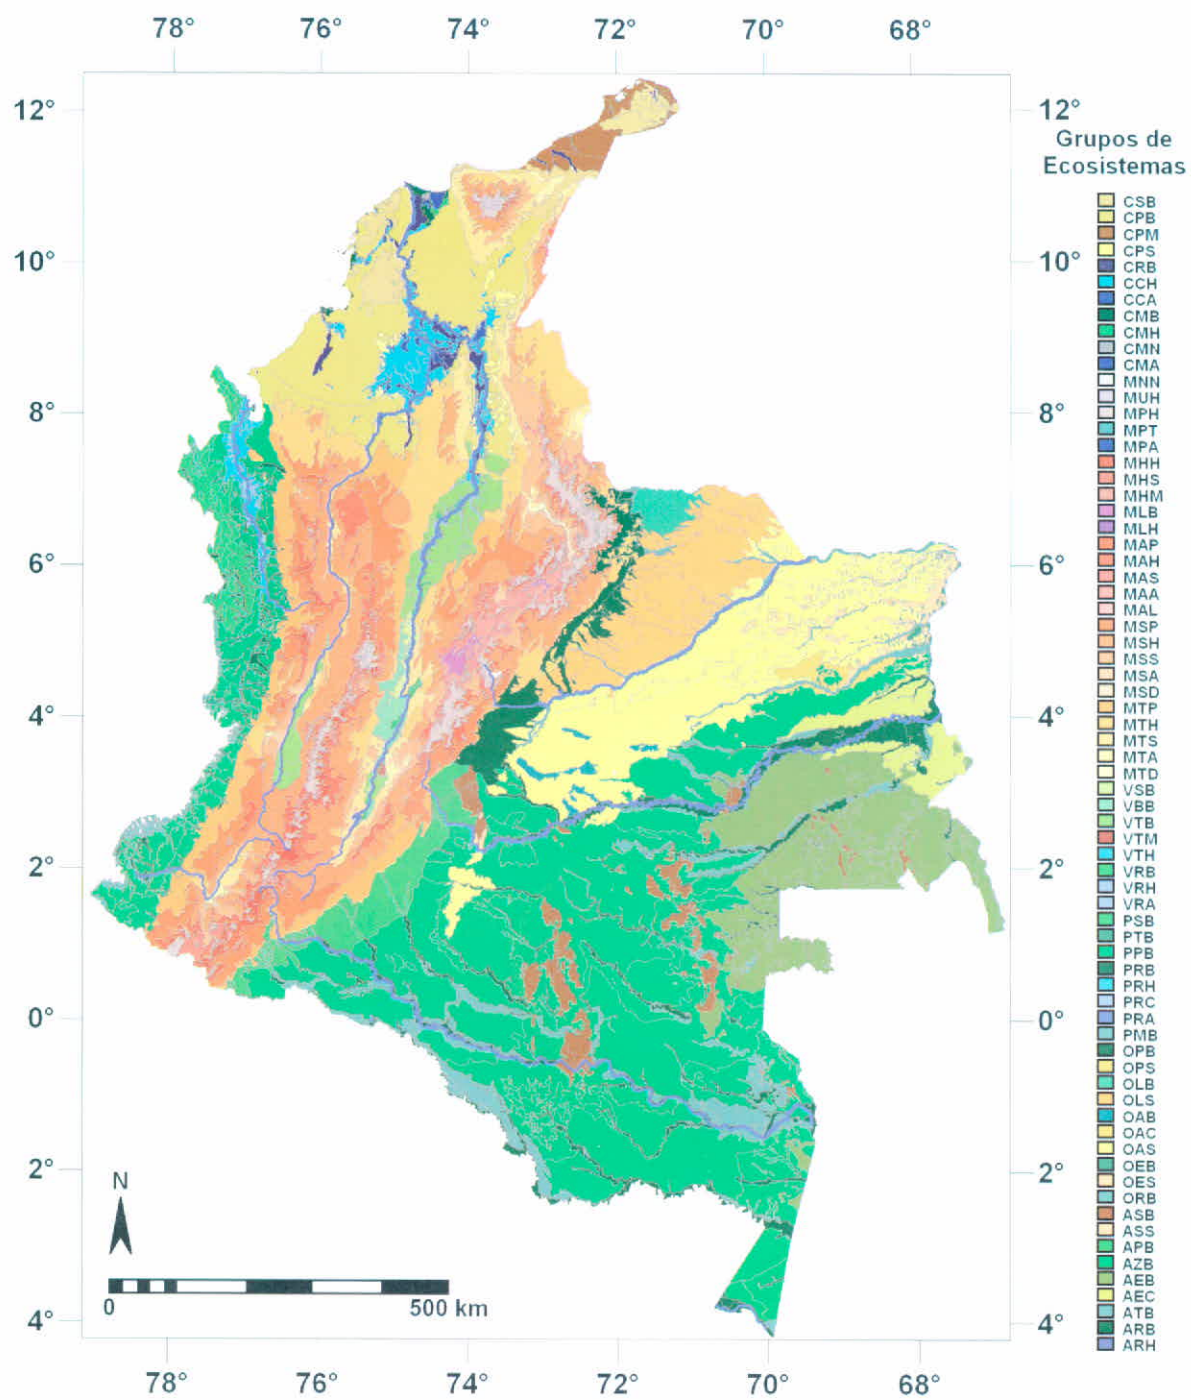 78° 76° 74° 72° 70° 68°
12° 12°
Grupos de
Ecosistemas
CSB
CPB
CPM
CPS
10° 10°
CRB
CCH
CCA
CMB
CMH
CMN
CMA
MNN
MUH
8° 8°
MPH
MPT
MPA
MHH
MHS
MHM
MLB
MLH
MAP
6° 6°
MAH
MAS
MAA
MAL
MSP
MSH
MSS
MSA
MSD
4° 4°
MTP
MTH
MTS
MTA
MTD
VSB
VBB
VTB
VTM
VTH
2° 2°
VRB
VRH
VRA
PSB
PTB
PPB
PRB
PRH
PRC
0° 0°
PRA
PMB
OPB
OPS
OLB
OLS
OAB
OAC
OAS
2° 2°
OEB
OES
ORB
N
ASB
ASS
APB
AZB
AEB
AEC
0 500 km
ATB
4° 4°
ARB
ARH
78° 76° 74° 72° 70° 68°